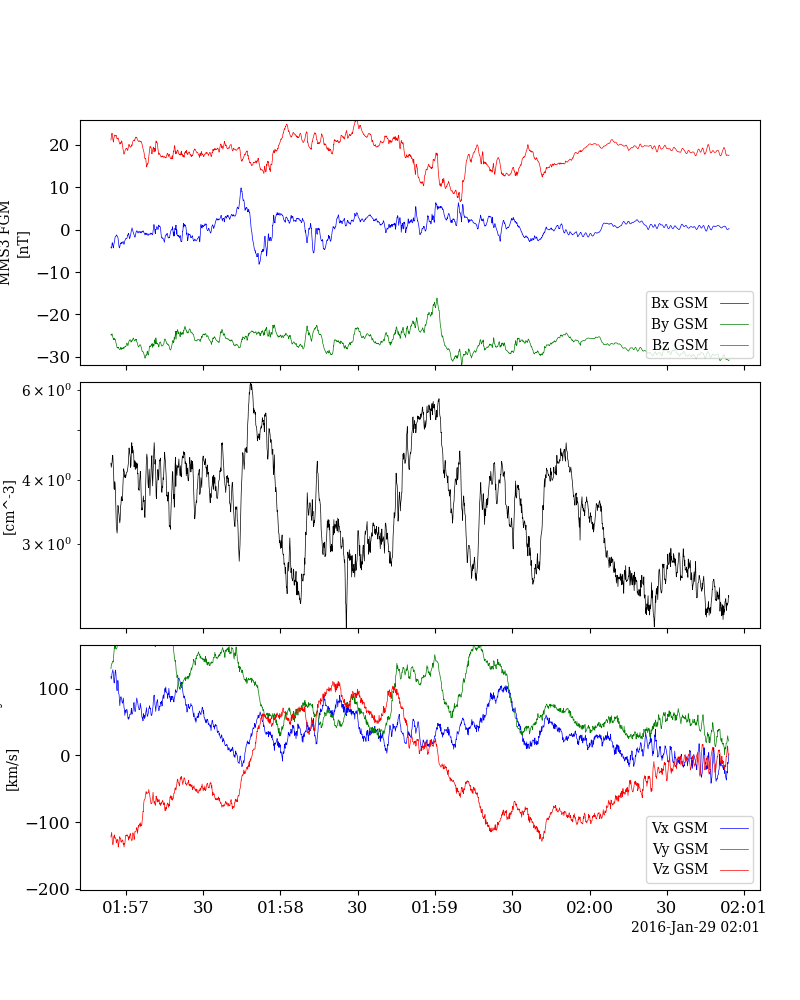 20
10
0
−10
−20
−30
MMS3 FGM
[nT]
Bx GSM
By GSM
Bz GSM
6 × 10⁰
4 × 10⁰
3 × 10⁰
[cm^-3]
100
0
−100
−200
[km/s]
Vx GSM
Vy GSM
Vz GSM
01:57 30 01:58 30 01:59 30 02:00 30 02:01
2016-Jan-29 02:01